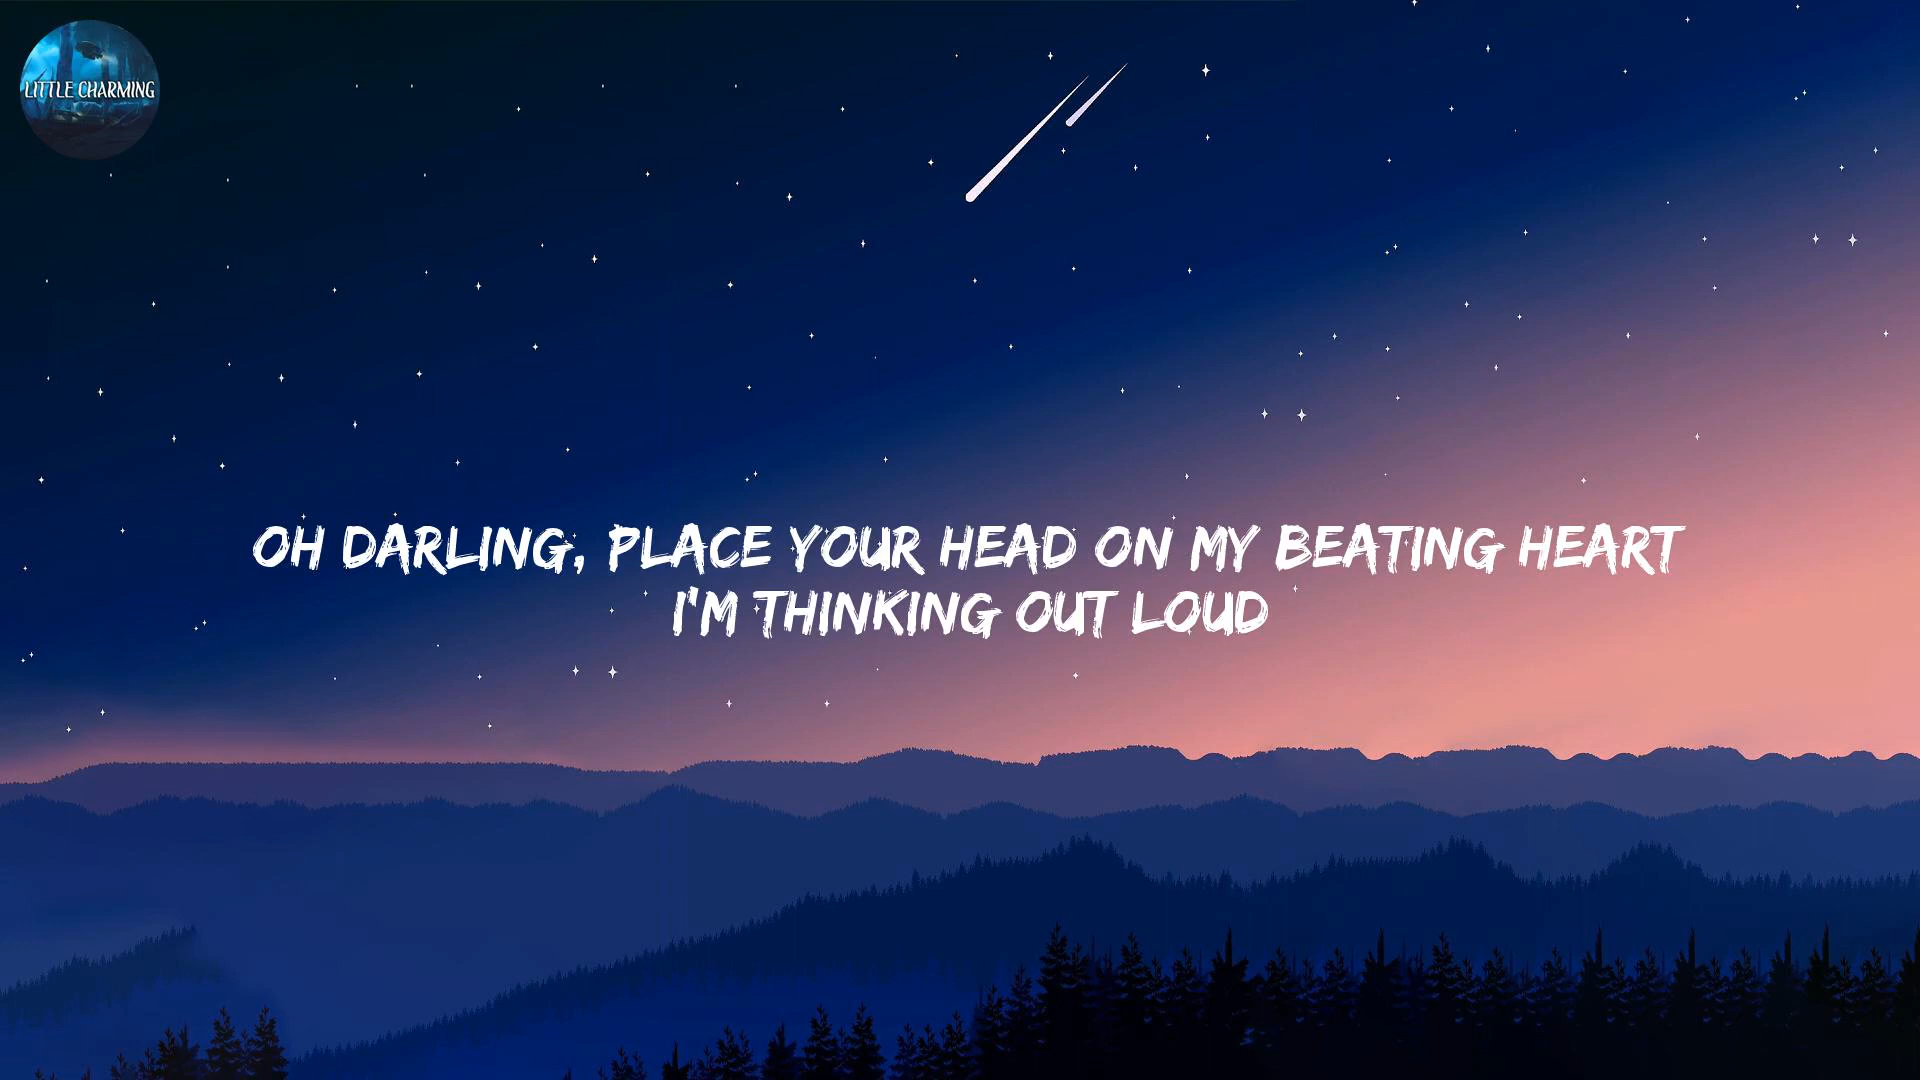 LITTLE CHARMING
OH DARLING, PLACE YOUR HEAD ON MY BEATING HEART
I'M THINKING OUT LOUD